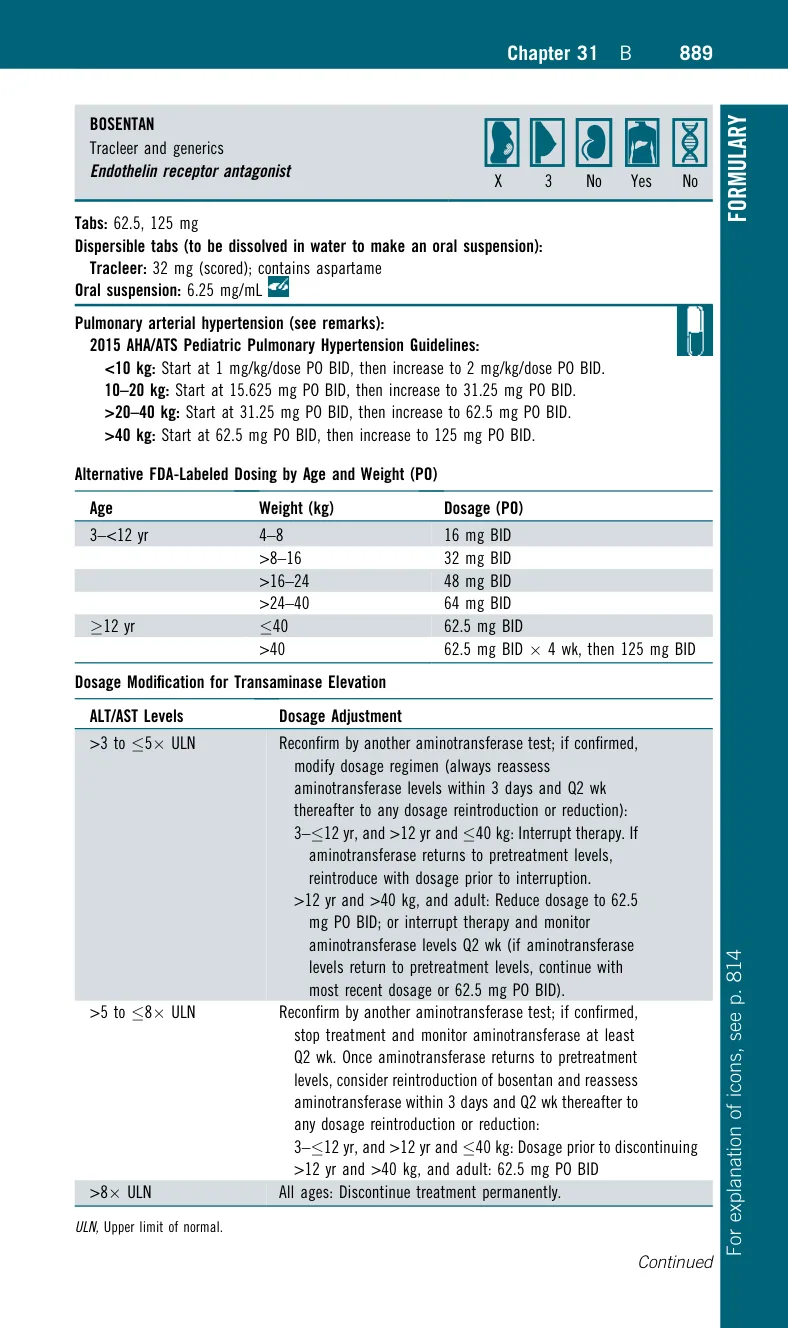 Chapter 31 B 889
BOSENTAN
Tracleer and generics
Endothelin receptor antagonist
X 3 No Yes No
Tabs: 62.5, 125 mg
Dispersible tabs (to be dissolved in water to make an oral suspension):
Tracleer: 32 mg (scored); contains aspartame
Oral suspension: 6.25 mg/mL
Pulmonary arterial hypertension (see remarks):
2015 AHA/ATS Pediatric Pulmonary Hypertension Guidelines:
<10 kg: Start at 1 mg/kg/dose PO BID, then increase to 2 mg/kg/dose PO BID.
10–20 kg: Start at 15.625 mg PO BID, then increase to 31.25 mg PO BID.
>20–40 kg: Start at 31.25 mg PO BID, then increase to 62.5 mg PO BID.
>40 kg: Start at 62.5 mg PO BID, then increase to 125 mg PO BID.
Alternative FDA-Labeled Dosing by Age and Weight (PO)
Age Weight (kg) Dosage (PO)
3–<12 yr 4–8 16 mg BID
>8–16 32 mg BID
>16–24 48 mg BID
>24–40 64 mg BID
≥12 yr ≤40 62.5 mg BID
>40 62.5 mg BID × 4 wk, then 125 mg BID
Dosage Modification for Transaminase Elevation
ALT/AST Levels Dosage Adjustment
>3 to ≤5× ULN Reconfirm by another aminotransferase test; if confirmed,
modify dosage regimen (always reassess
aminotransferase levels within 3 days and Q2 wk
thereafter to any dosage reintroduction or reduction):
3–≤12 yr, and >12 yr and ≤40 kg: Interrupt therapy. If
aminotransferase returns to pretreatment levels,
reintroduce with dosage prior to interruption.
>12 yr and >40 kg, and adult: Reduce dosage to 62.5
mg PO BID; or interrupt therapy and monitor
aminotransferase levels Q2 wk (if aminotransferase
levels return to pretreatment levels, continue with
most recent dosage or 62.5 mg PO BID).
>5 to ≤8× ULN Reconfirm by another aminotransferase test; if confirmed,
stop treatment and monitor aminotransferase at least
Q2 wk. Once aminotransferase returns to pretreatment
levels, consider reintroduction of bosentan and reassess
aminotransferase within 3 days and Q2 wk thereafter to
any dosage reintroduction or reduction:
3–≤12 yr, and >12 yr and ≤40 kg: Dosage prior to discontinuing
>12 yr and >40 kg, and adult: 62.5 mg PO BID
>8× ULN All ages: Discontinue treatment permanently.
ULN, Upper limit of normal.
Continued
FORMULARY
For explanation of icons, see p. 814